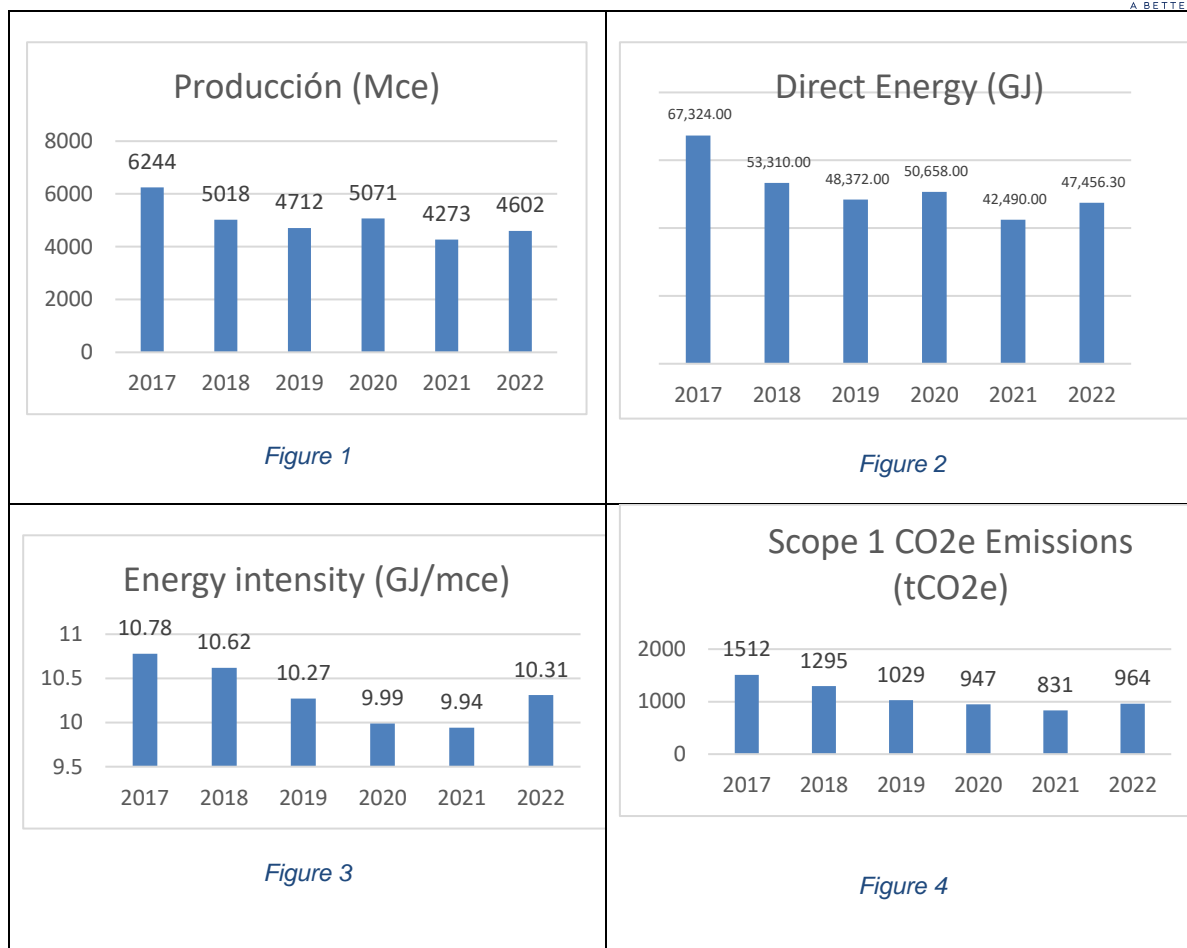 A BETTE
Producción (Mce)
8000
6000
4000
2000
0
6244
5018
4712
5071
4273
4602
2017 2018 2019 2020 2021 2022
Figure 1
Direct Energy (GJ)
67,324.00
53,310.00
48,372.00
50,658.00
42,490.00
47,456.30
2017 2018 2019 2020 2021 2022
Figure 2
Energy intensity (GJ/mce)
11
10.5
10
9.5
10.78
10.62
10.27
9.99
9.94
10.31
2017 2018 2019 2020 2021 2022
Figure 3
Scope 1 CO2e Emissions
(tCO2e)
2000
1000
0
1512
1295
1029
947
831
964
2017 2018 2019 2020 2021 2022
Figure 4